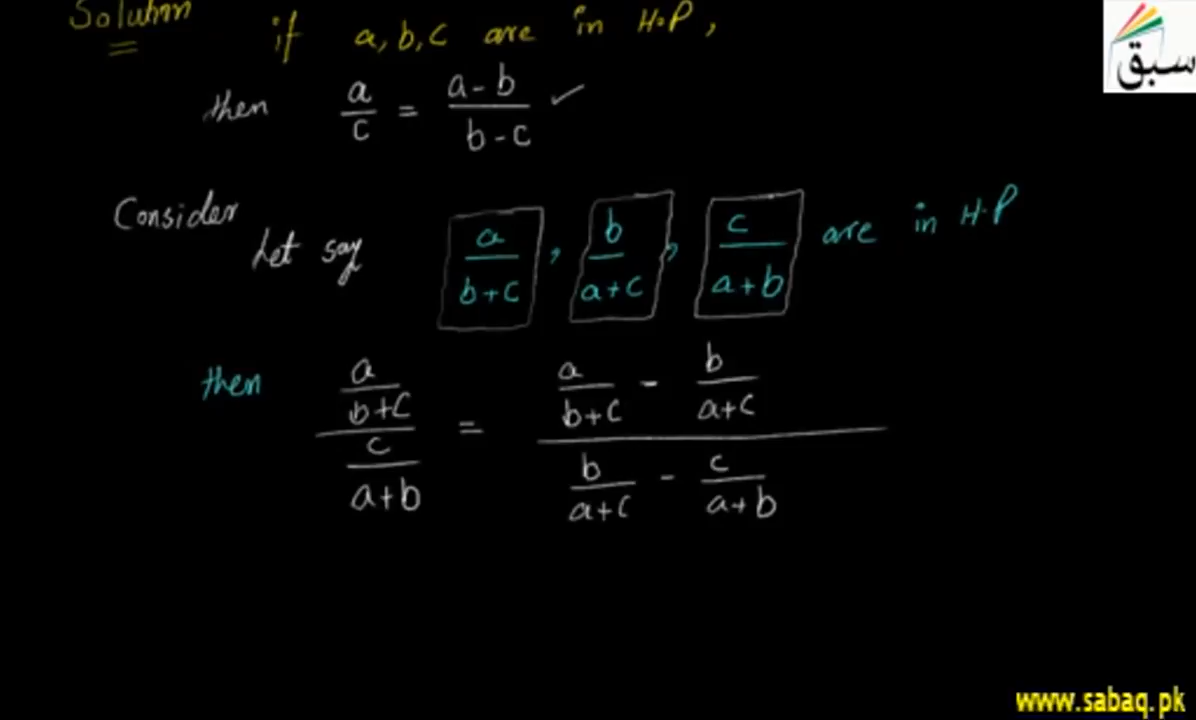 Solution if a, b, c are in H.P,
then a/c = (a-b)/(b-c) ✓
سبق
Consider
Let say a/(b+c), b/(a+c), c/(a+b) are in H.P
then (a/(b+c))/(c/(a+b)) = (a/(b+c) - b/(a+c))/(b/(a+c) - c/(a+b))
www.sabaq.pk